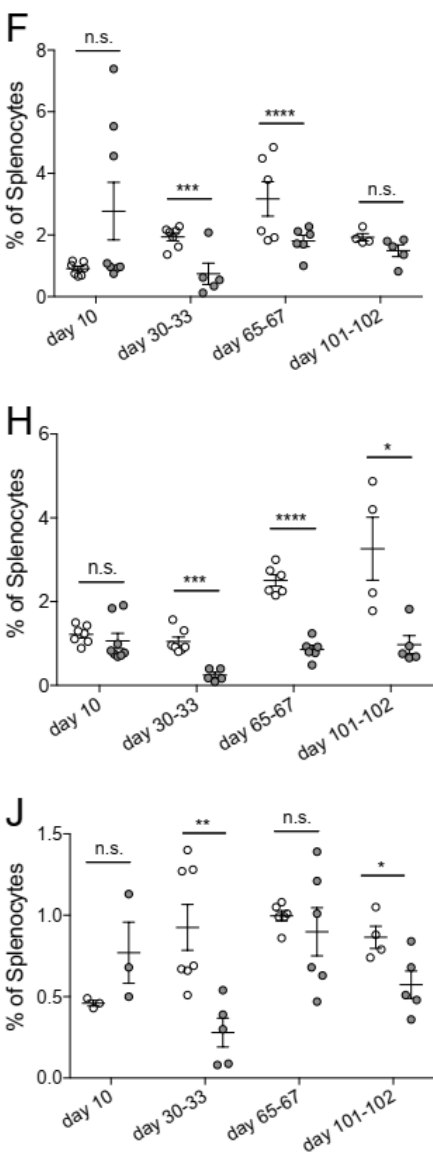 F
% of Splenocytes
8
6
4
2
0
n.s.
***
****
n.s.
day 10
day 30-33
day 65-67
day 101-102
H
% of Splenocytes
6
4
2
0
n.s.
***
****
*
day 10
day 30-33
day 65-67
day 101-102
J
% of Splenocytes
1.5
1.0
0.5
0.0
n.s.
**
n.s.
*
day 10
day 30-33
day 65-67
day 101-102